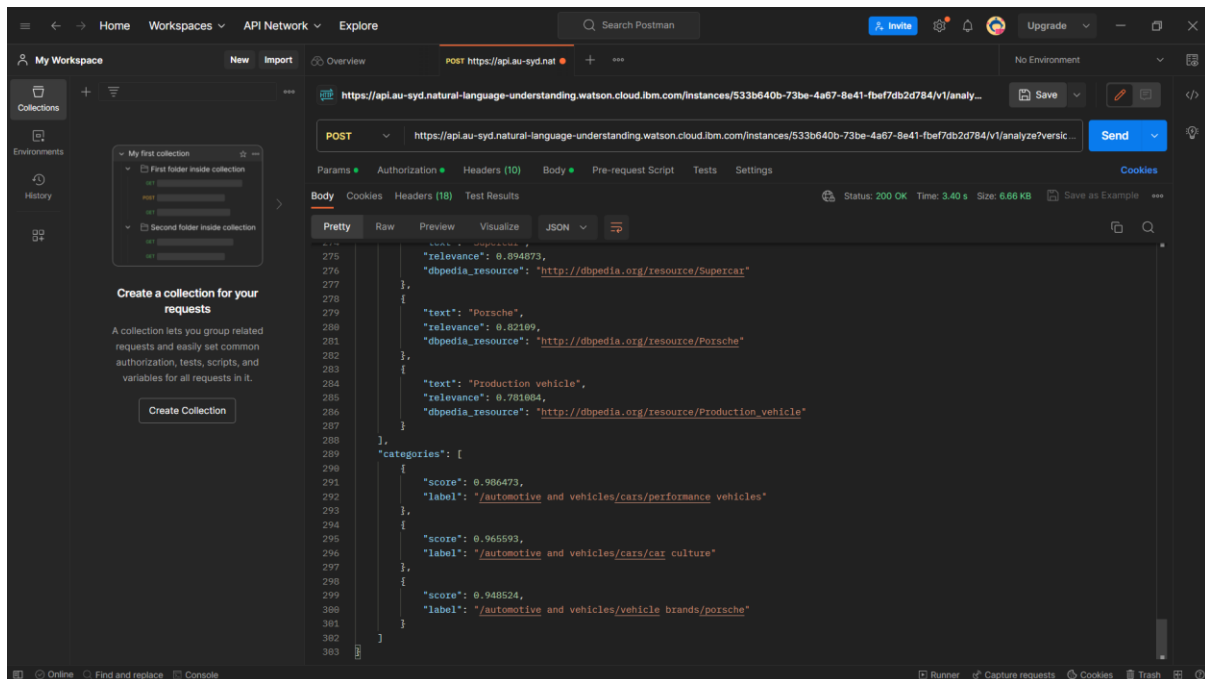 Home Workspaces API Network Explore Search Postman Invite Upgrade
My Workspace New Import Overview POST https://api.au-syd.nat No Environment
Collections
Environments
History
My first collection
First folder inside collection
GET
POST
GET
Second folder inside collection
GET
GET
Create a collection for your
requests
A collection lets you group related
requests and easily set common
authorization, tests, scripts, and
variables for all requests in it.
Create Collection
HTTP https://api.au-syd.natural-language-understanding.watson.cloud.ibm.com/instances/533b640b-73be-4a67-8e41-fbef7db2d784/v1/analy... Save
POST https://api.au-syd.natural-language-understanding.watson.cloud.ibm.com/instances/533b640b-73be-4a67-8e41-fbef7db2d784/v1/analyze?versic... Send
Params Authorization Headers (10) Body Pre-request Script Tests Settings Cookies
Body Cookies Headers (18) Test Results Status: 200 OK Time: 3.40 s Size: 6.66 KB Save as Example
Pretty Raw Preview Visualize JSON
274 "text": "Supercar",
275 "relevance": 0.894873,
276 "dbpedia_resource": "http://dbpedia.org/resource/Supercar"
277 },
278 {
279 "text": "Porsche",
280 "relevance": 0.82109,
281 "dbpedia_resource": "http://dbpedia.org/resource/Porsche"
282 },
283 {
284 "text": "Production vehicle",
285 "relevance": 0.781084,
286 "dbpedia_resource": "http://dbpedia.org/resource/Production_vehicle"
287 }
288 ],
289 "categories": [
290 {
291 "score": 0.986473,
292 "label": "/automotive and vehicles/cars/performance vehicles"
293 },
294 {
295 "score": 0.965593,
296 "label": "/automotive and vehicles/cars/car culture"
297 },
298 {
299 "score": 0.948524,
300 "label": "/automotive and vehicles/vehicle brands/porsche"
301 }
302 ]
303 }
Online Find and replace Console Runner Capture requests Cookies Trash